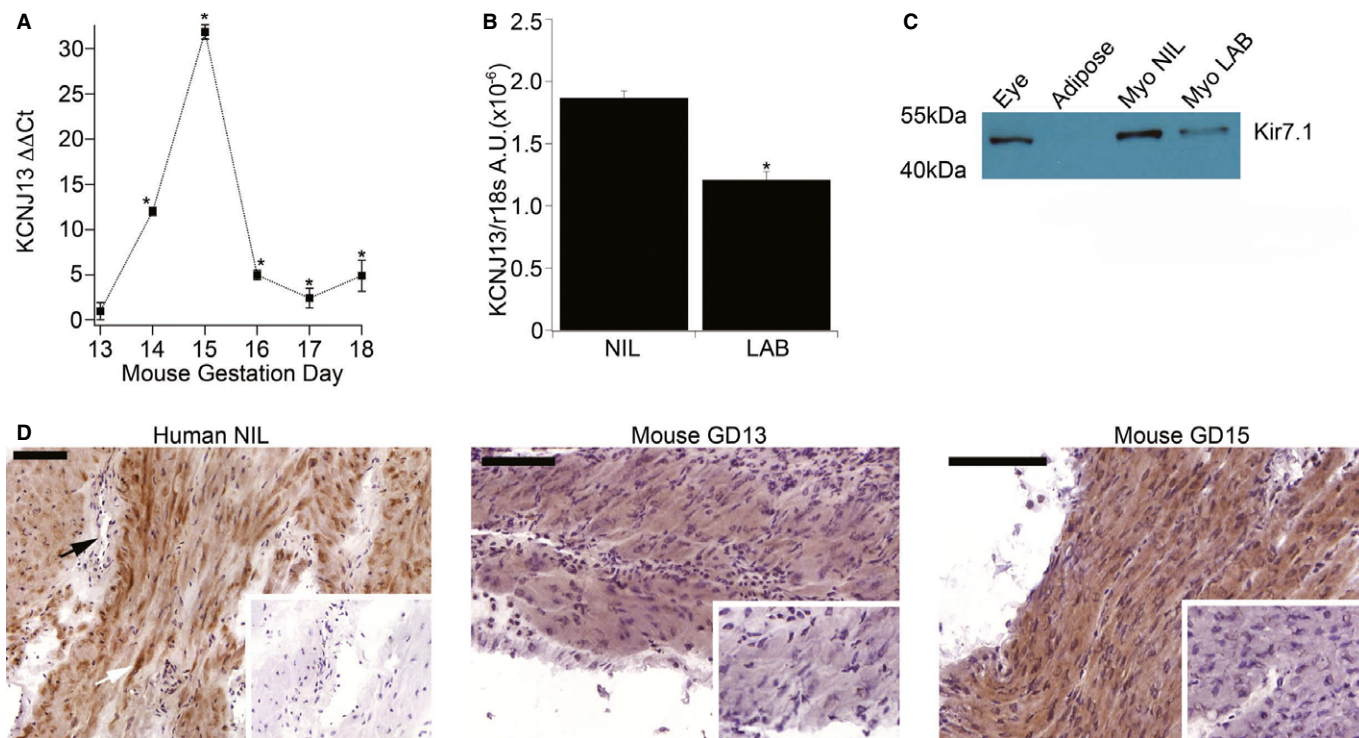 A
KCNJ13 ΔΔCt
30
25
20
15
10
5
0
*
*
*
*
*
13 14 15 16 17 18
Mouse Gestation Day
B
KCNJ13/r18s A.U.(x10⁻⁶)
2.5
2.0
1.5
1.0
0.5
0
*
NIL LAB
C
Eye Adipose Myo NIL Myo LAB
55kDa
40kDa
Kir7.1
D
Human NIL
Mouse GD13
Mouse GD15